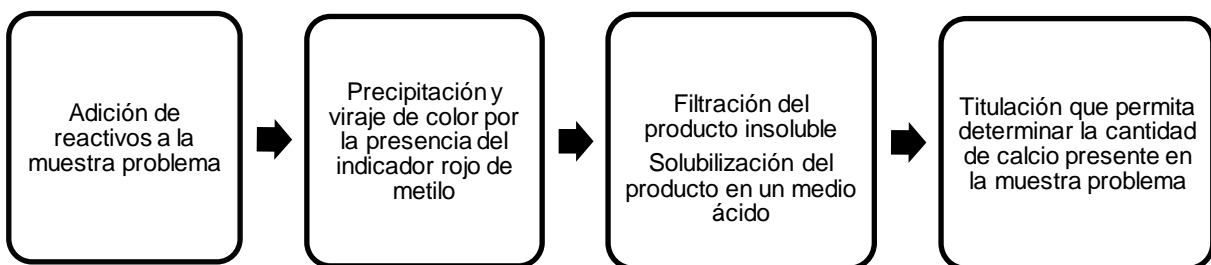 Adición de
reactivos a la
muestra problema
Precipitación y
viraje de color por
la presencia del
indicador rojo de
metilo
Filtración del
producto insoluble
Solubilización del
producto en un medio
ácido
Titulación que permita
determinar la cantidad
de calcio presente en
la muestra problema